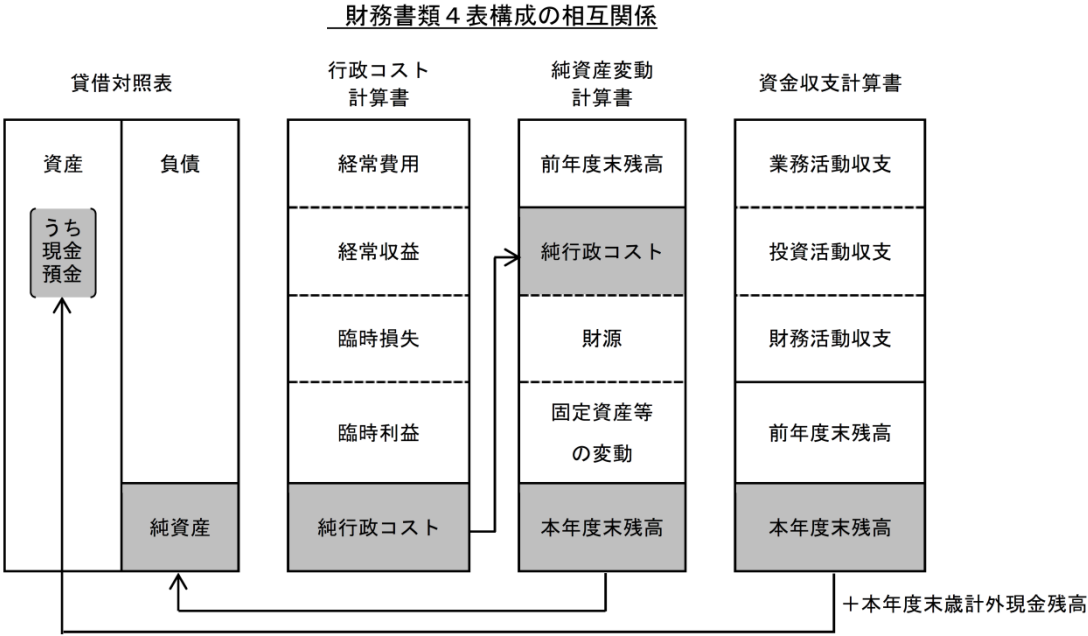 財務書類４表構成の相互関係
貸借対照表
資産
負債
うち
現金
預金
純資産
行政コスト
計算書
経常費用
経常収益
臨時損失
臨時利益
純行政コスト
純資産変動
計算書
前年度末残高
純行政コスト
財源
固定資産等
の変動
本年度末残高
資金収支計算書
業務活動収支
投資活動収支
財務活動収支
前年度末残高
本年度末残高
＋本年度末歳計外現金残高